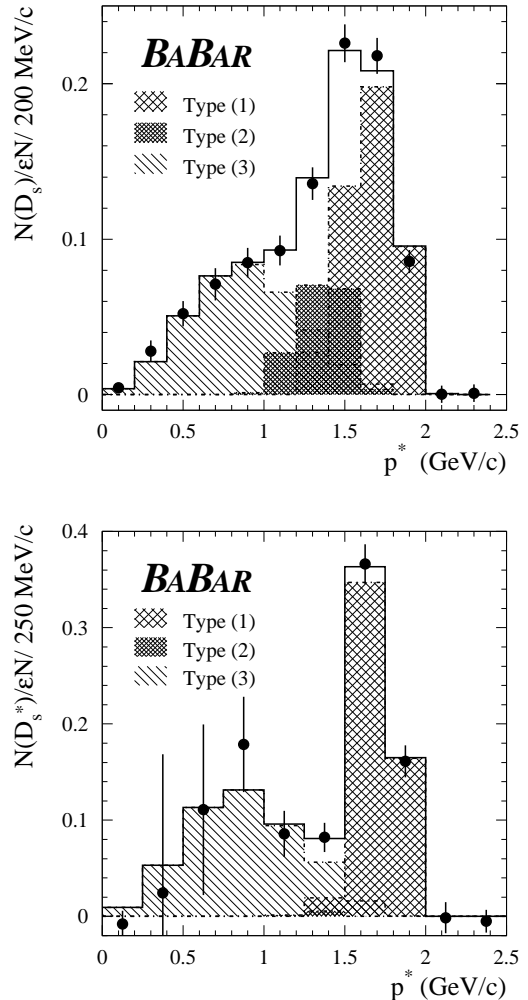 N(D_s)/εN/ 200 MeV/c
BABAR
Type (1)
Type (2)
Type (3)
0.2
0.1
0
0 0.5 1 1.5 2 2.5
p* (GeV/c)
N(D_s*)/εN/ 250 MeV/c
BABAR
Type (1)
Type (2)
Type (3)
0.4
0.3
0.2
0.1
0
0 0.5 1 1.5 2 2.5
p* (GeV/c)